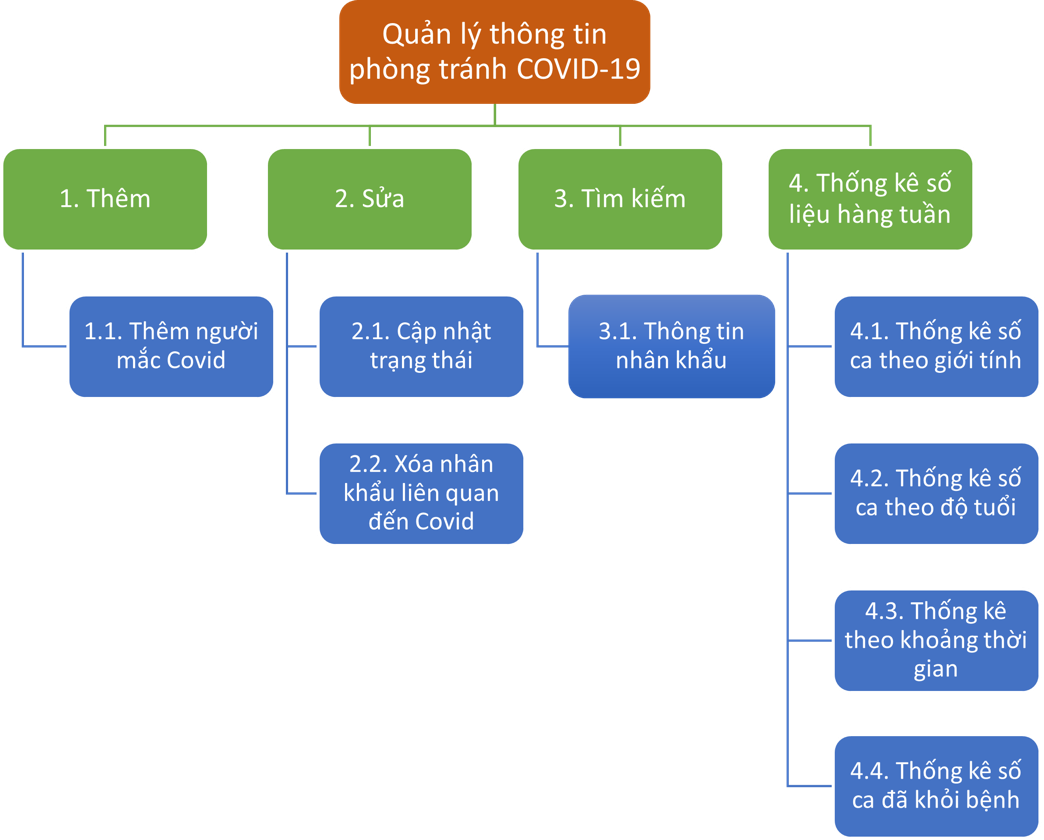 Quản lý thông tin
phòng tránh COVID-19
1. Thêm
2. Sửa
3. Tìm kiếm
4. Thống kê số
liệu hàng tuần
1.1. Thêm người
mắc Covid
2.1. Cập nhật
trạng thái
2.2. Xóa nhân
khẩu liên quan
đến Covid
3.1. Thông tin
nhân khẩu
4.1. Thống kê số
ca theo giới tính
4.2. Thống kê số
ca theo độ tuổi
4.3. Thống kê
theo khoảng thời
gian
4.4. Thống kê số
ca đã khỏi bệnh